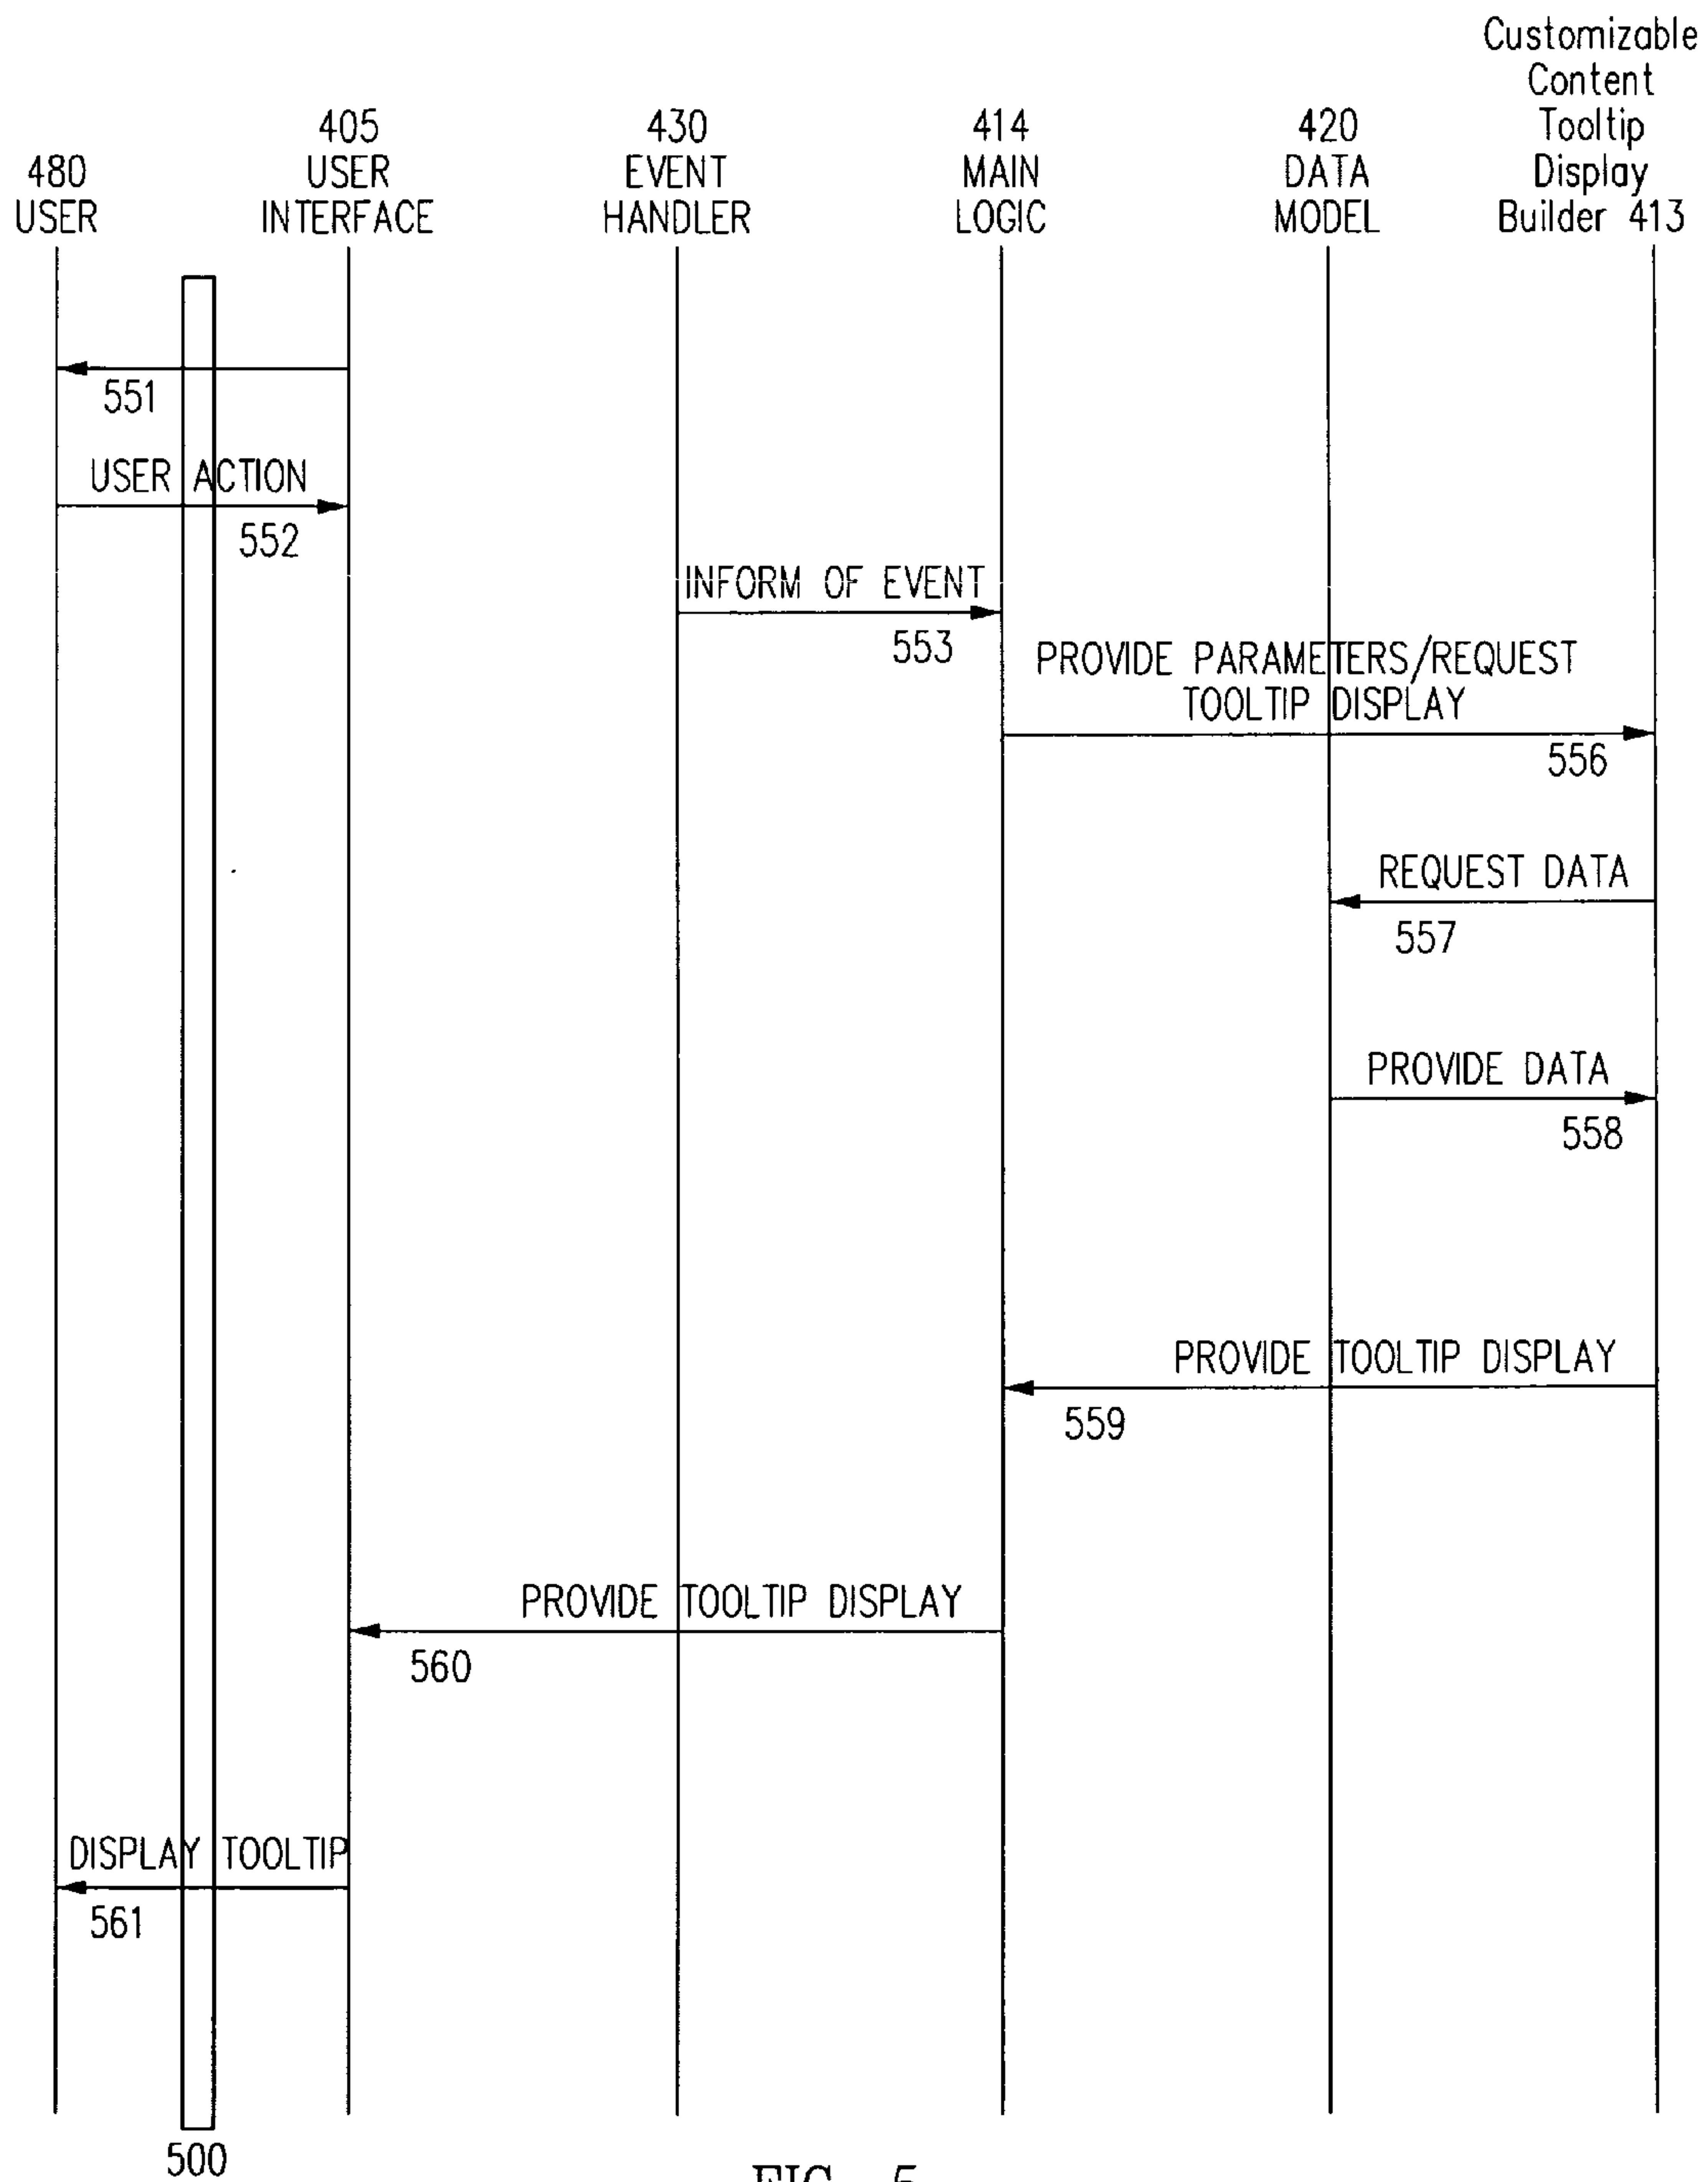 Customizable
Content
Tooltip
Display
Builder 413
480
USER
405
USER
INTERFACE
430
EVENT
HANDLER
414
MAIN
LOGIC
420
DATA
MODEL
551
USER ACTION
552
INFORM OF EVENT
553
PROVIDE PARAMETERS/REQUEST
TOOLTIP DISPLAY
556
REQUEST DATA
557
PROVIDE DATA
558
PROVIDE TOOLTIP DISPLAY
559
PROVIDE TOOLTIP DISPLAY
560
DISPLAY TOOLTIP
561
500
FIG. 5